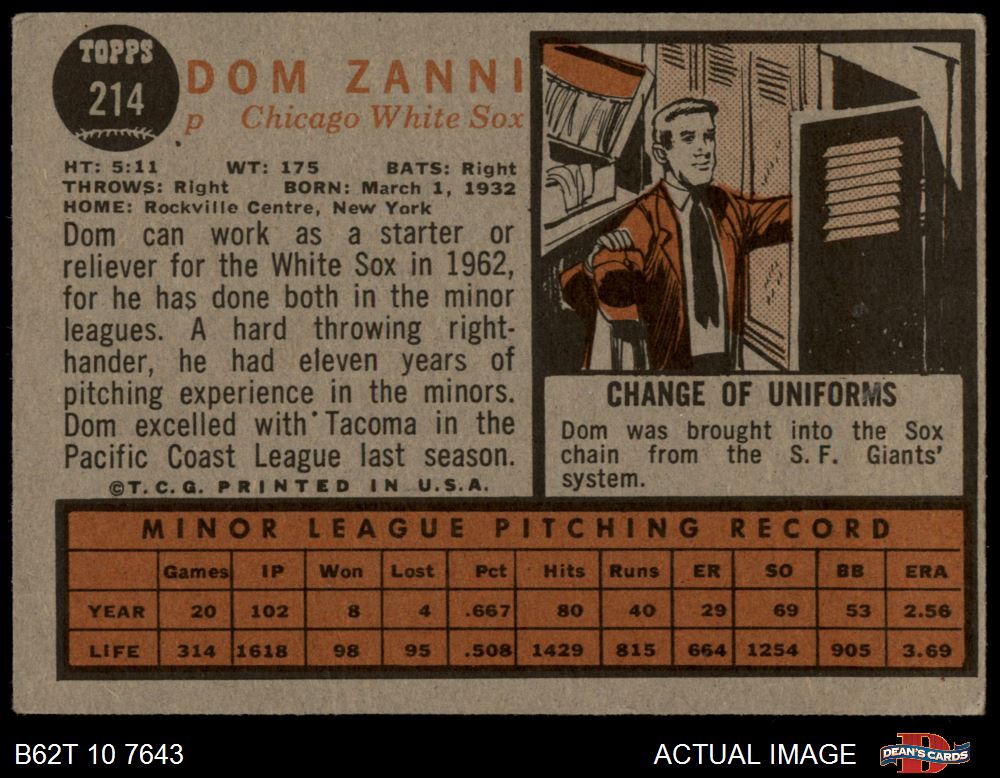 TOPPS
214
DOM ZANNI
p Chicago White Sox
HT: 5:11 WT: 175 BATS: Right
THROWS: Right BORN: March 1, 1932
HOME: Rockville Centre, New York
Dom can work as a starter or
reliever for the White Sox in 1962,
for he has done both in the minor
leagues. A hard throwing right-
hander, he had eleven years of
pitching experience in the minors.
Dom excelled with Tacoma in the
Pacific Coast League last season.
©T.C.G. PRINTED IN U.S.A.
CHANGE OF UNIFORMS
Dom was brought into the Sox
chain from the S. F. Giants'
system.
MINOR LEAGUE PITCHING RECORD
Games IP Won Lost Pct Hits Runs ER SO BB ERA
YEAR 20 102 8 4 .667 80 40 29 69 53 2.56
LIFE 314 1618 98 95 .508 1429 815 664 1254 905 3.69
B62T 10 7643 ACTUAL IMAGE D DEAN'S CARDS